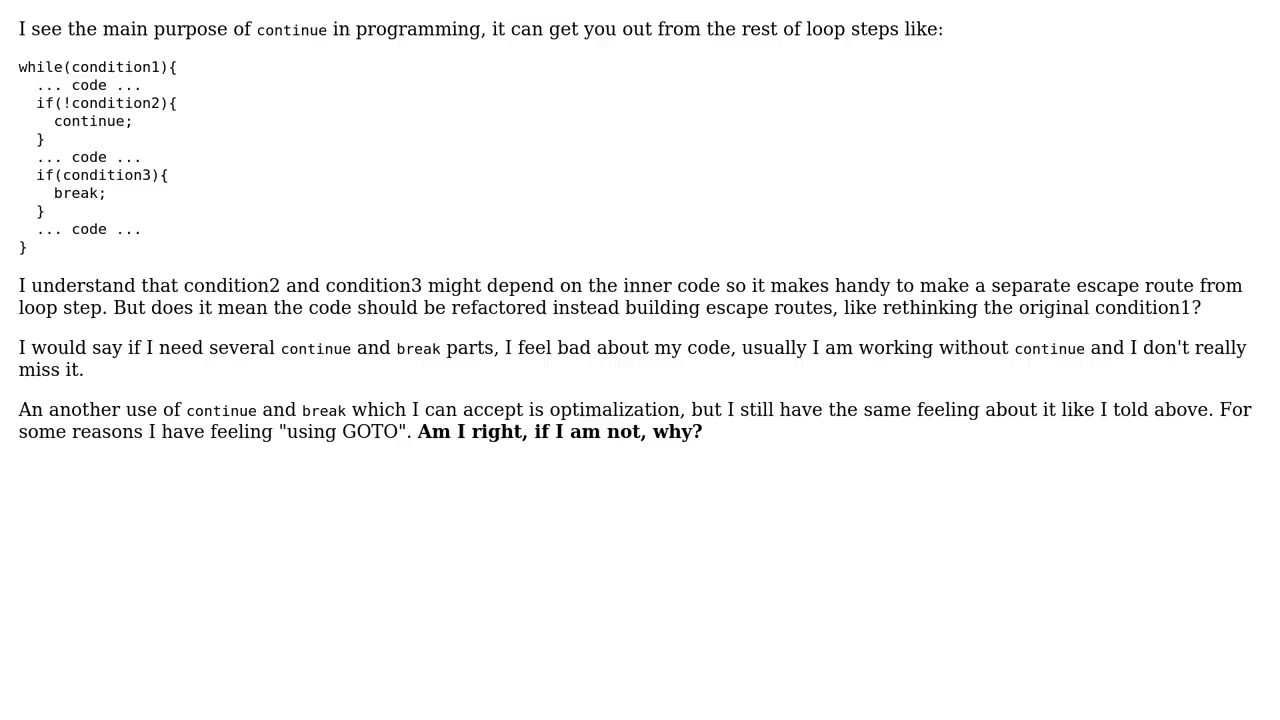 I see the main purpose of continue in programming, it can get you out from the rest of loop steps like:
while(condition1){
  ... code ...
  if(!condition2){
    continue;
  }
  ... code ...
  if(condition3){
    break;
  }
  ... code ...
}
I understand that condition2 and condition3 might depend on the inner code so it makes handy to make a separate escape route from
loop step. But does it mean the code should be refactored instead building escape routes, like rethinking the original condition1?
I would say if I need several continue and break parts, I feel bad about my code, usually I am working without continue and I don't really
miss it.
An another use of continue and break which I can accept is optimalization, but I still have the same feeling about it like I told above. For
some reasons I have feeling "using GOTO". Am I right, if I am not, why?